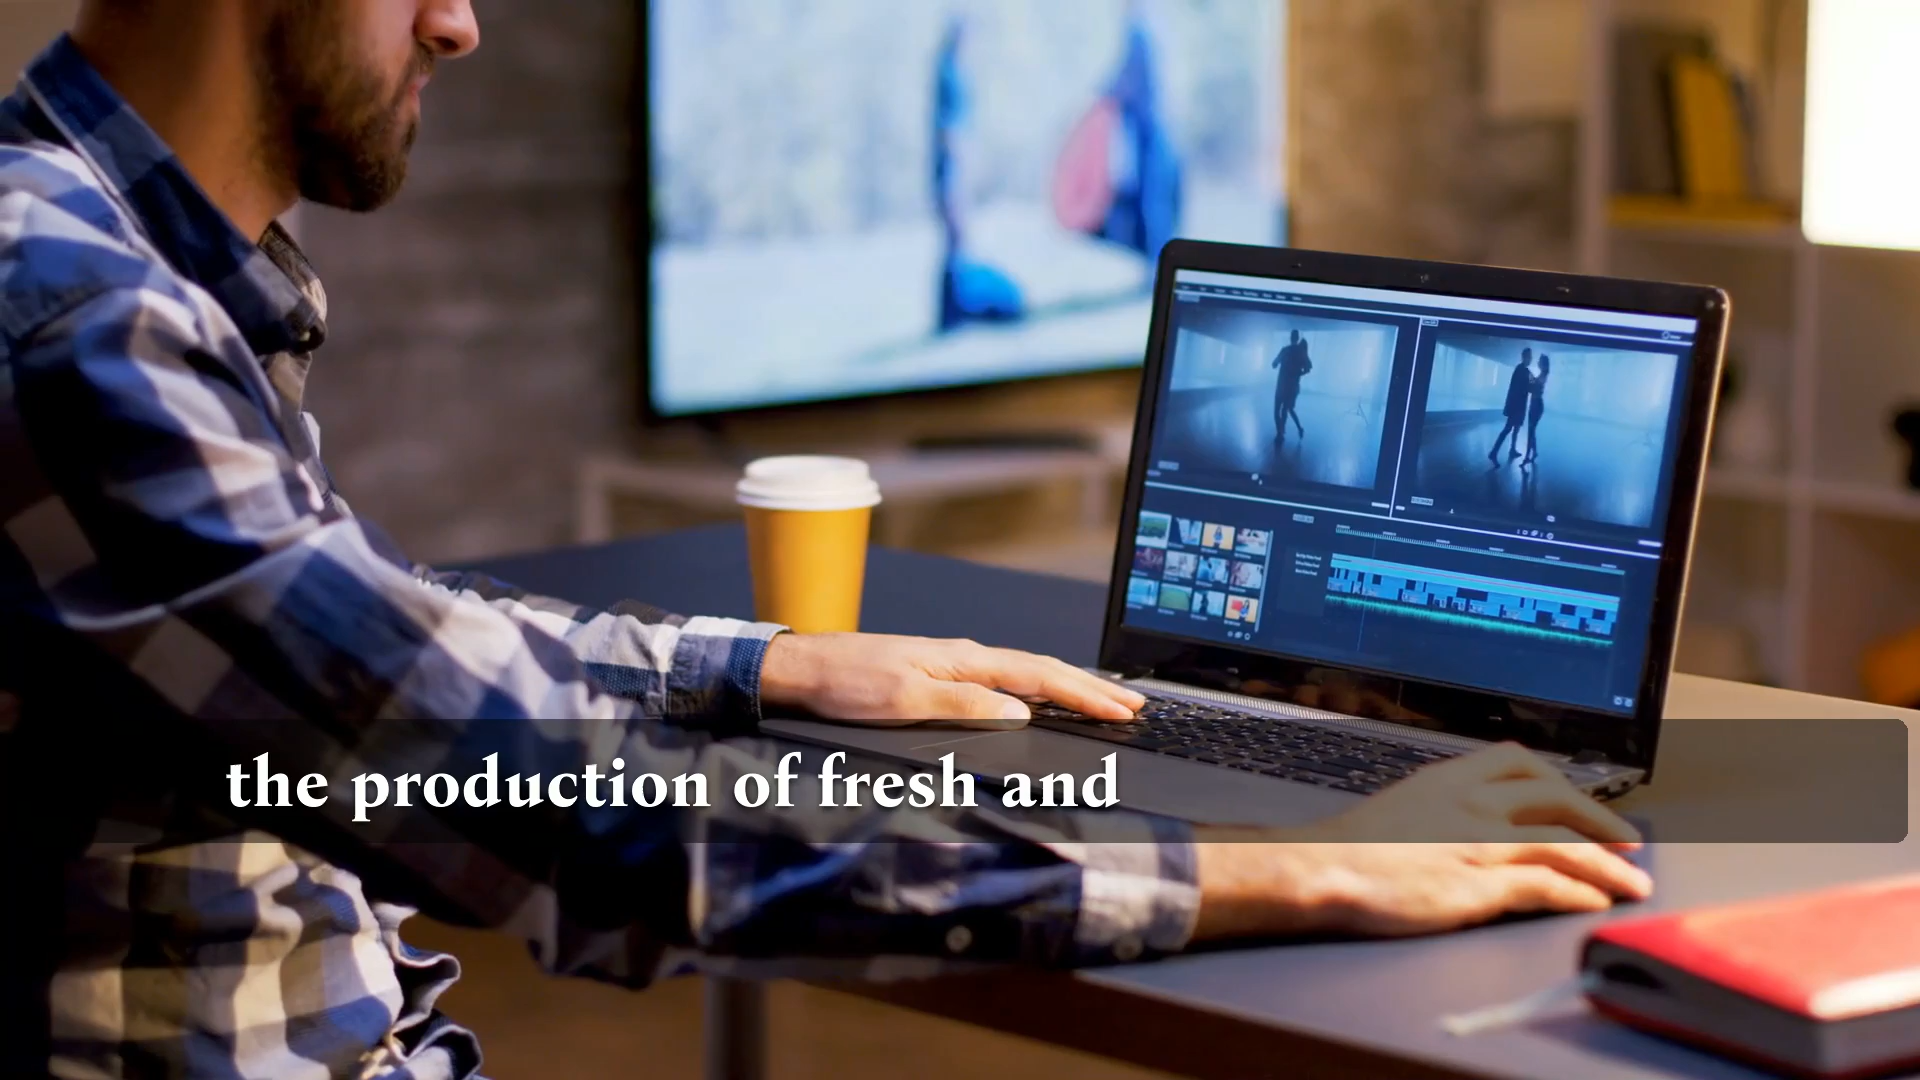 the production of fresh and